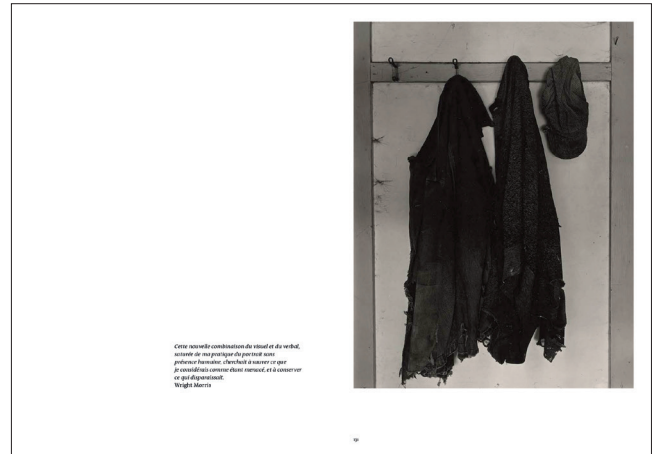 Cette nouvelle combinaison du visuel et du verbal,
saturée de ma pratique du portrait sans
présence humaine, cherchait à sauver ce que
je considérais comme étant menacé, et à conserver
ce qui disparaissait.
Wright Morris